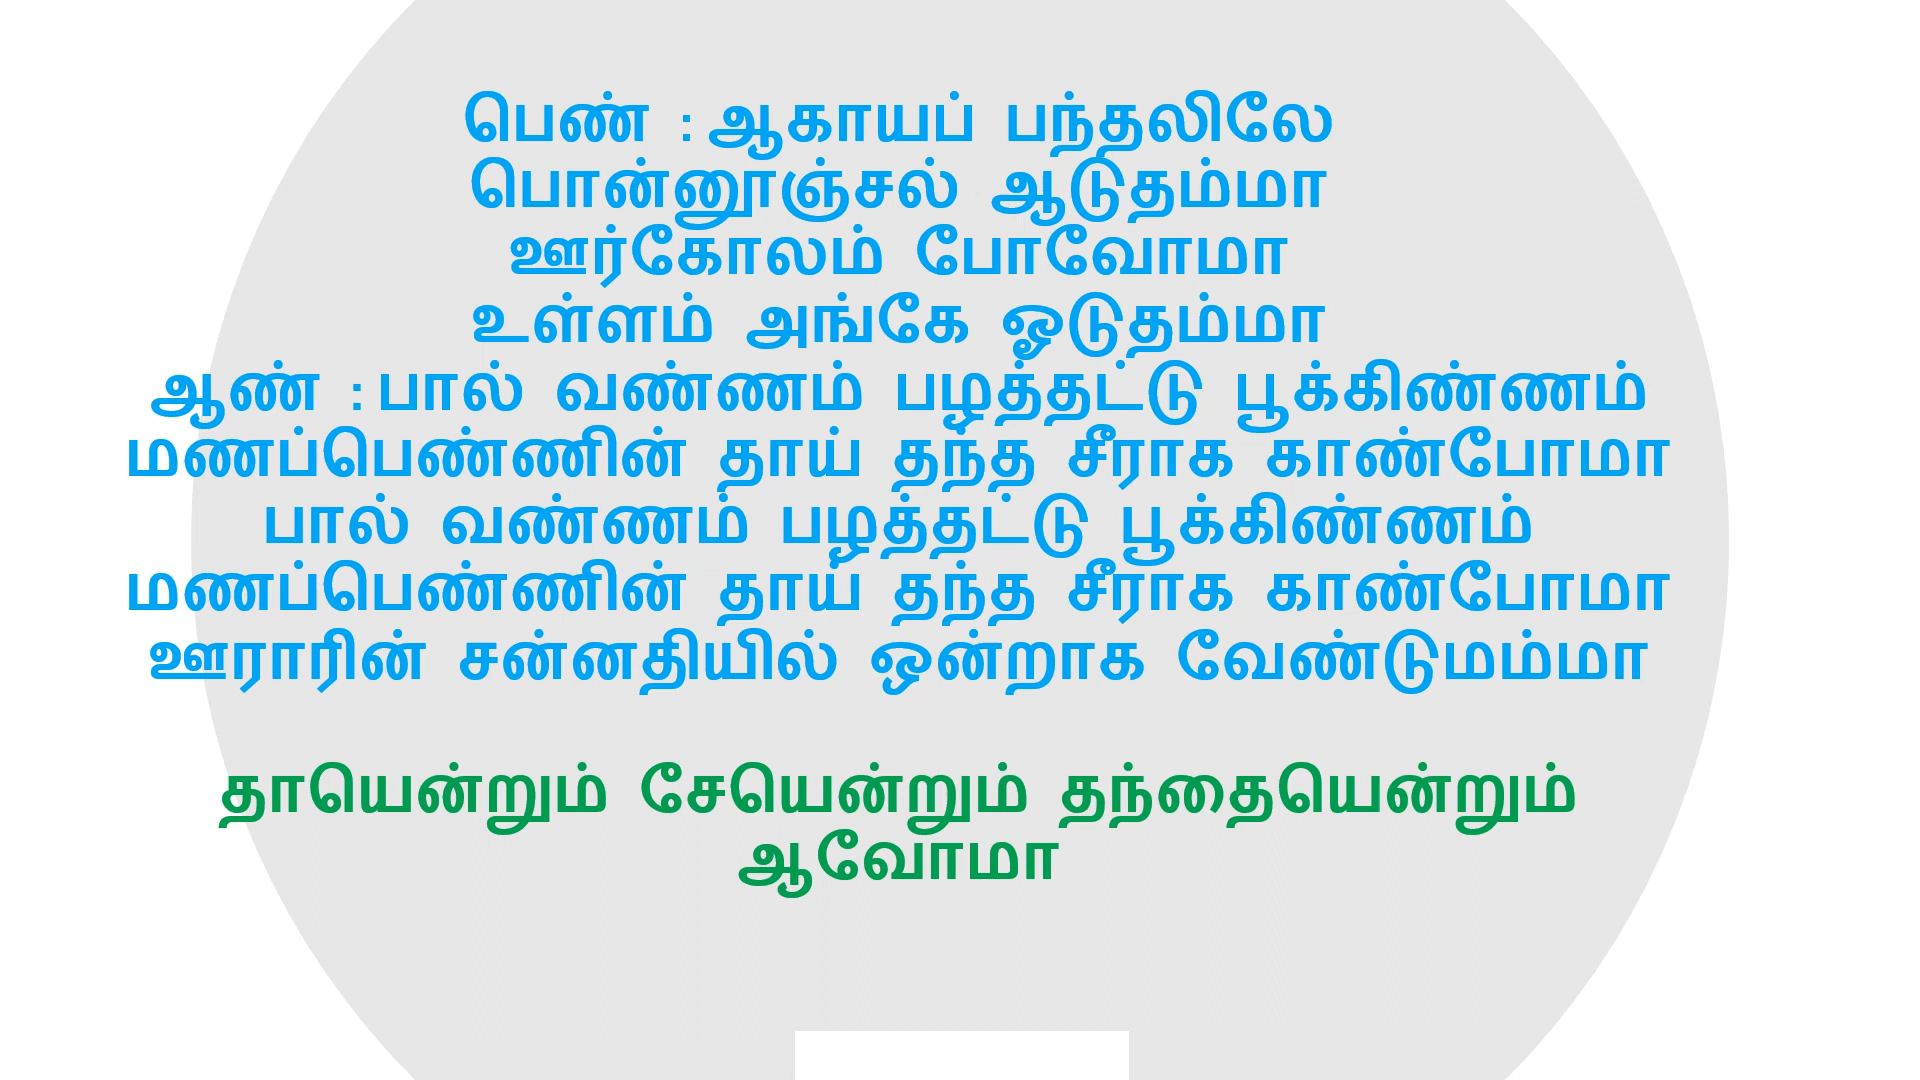 பெண் : ஆகாயப் பந்தலிலே
பொன்னூஞ்சல் ஆடுதம்மா
ஊர்கோலம் போவோமா
உள்ளம் அங்கே ஓடுதம்மா
ஆண் : பால் வண்ணம் பழத்தட்டு பூக்கிண்ணம்
மணப்பெண்ணின் தாய் தந்த சீராக காண்போமா
பால் வண்ணம் பழத்தட்டு பூக்கிண்ணம்
மணப்பெண்ணின் தாய் தந்த சீராக காண்போமா
ஊராரின் சன்னதியில் ஒன்றாக வேண்டுமம்மா
தாயென்றும் சேயென்றும் தந்தையென்றும்
ஆவோமா